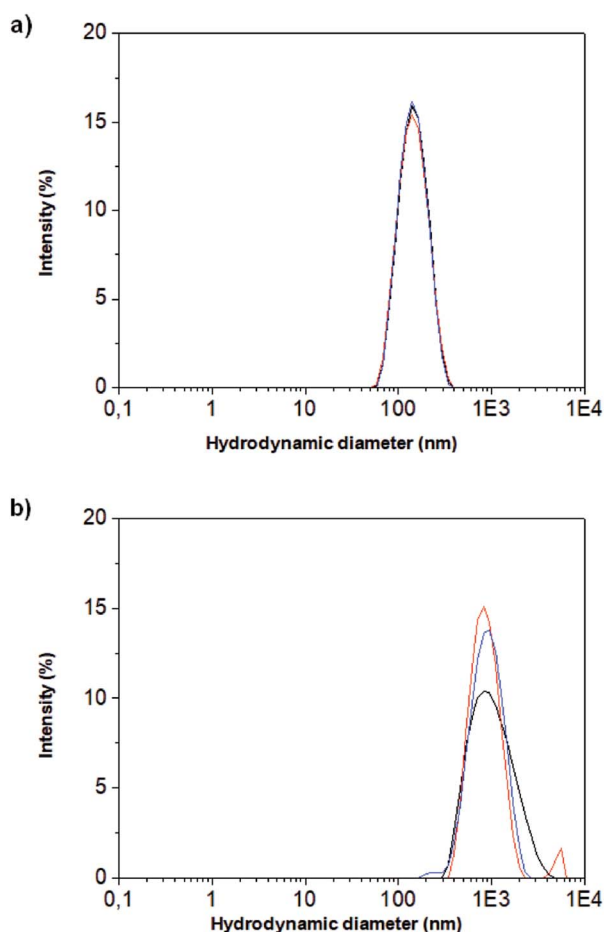 a)
20
15
10
5
0
Intensity (%)
0,1 1 10 100 1E3 1E4
Hydrodynamic diameter (nm)
b)
20
15
10
5
0
Intensity (%)
0,1 1 10 100 1E3 1E4
Hydrodynamic diameter (nm)